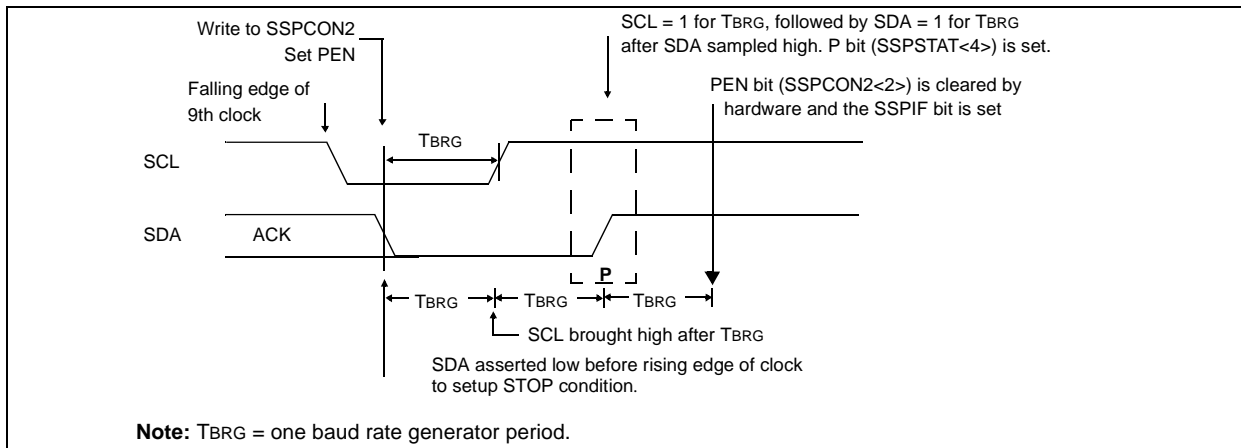 Write to SSPCON2
Set PEN
SCL = 1 for TBRG, followed by SDA = 1 for TBRG
after SDA sampled high. P bit (SSPSTAT<4>) is set.
Falling edge of
9th clock
PEN bit (SSPCON2<2>) is cleared by
hardware and the SSPIF bit is set
TBRG
SCL
SDA
ACK
P
TBRG
TBRG
TBRG
SCL brought high after TBRG
SDA asserted low before rising edge of clock
to setup STOP condition.
Note: TBRG = one baud rate generator period.